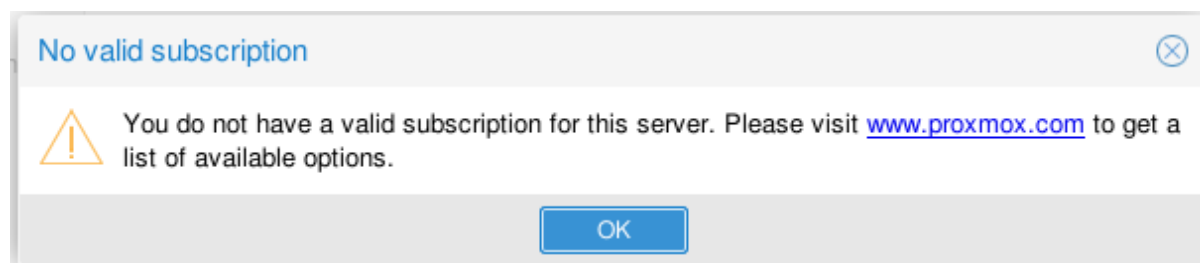 No valid subscription
You do not have a valid subscription for this server. Please visit www.proxmox.com to get a
list of available options.
OK